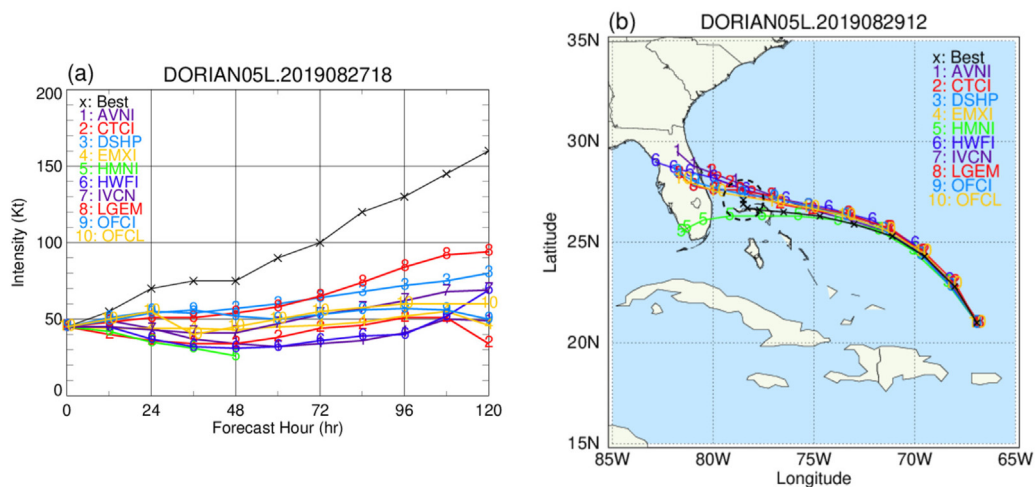 (a)
DORIAN05L.2019082718
200
150
100
50
0
Intensity (Kt)
x: Best
1: AVNI
2: CTCI
3: DSHP
4: EMXI
5: HMNI
6: HWFI
7: IVCN
8: LGEM
9: OFCI
10: OFCL
0 24 48 72 96 120
Forecast Hour (hr)
(b)
DORIAN05L.2019082912
35N
30N
25N
20N
15N
Latitude
x: Best
1: AVNI
2: CTCI
3: DSHP
4: EMXI
5: HMNI
6: HWFI
7: IVCN
8: LGEM
9: OFCI
10: OFCL
85W 80W 75W 70W 65W
Longitude